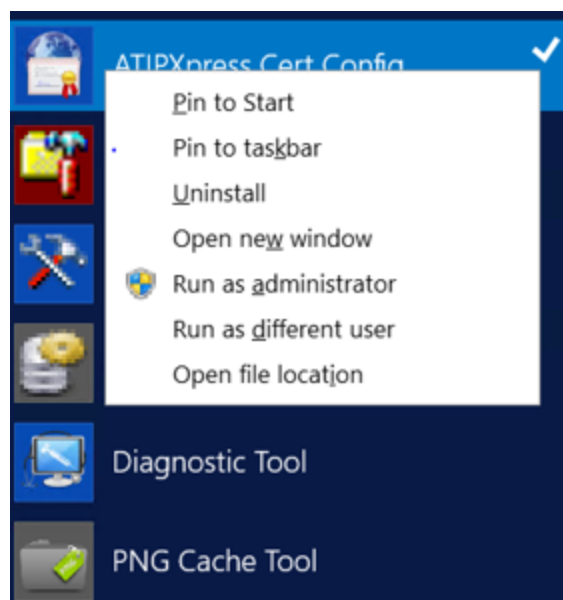 ATIPXpress Cert Config
Pin to Start
Pin to taskbar
Uninstall
Open new window
Run as administrator
Run as different user
Open file location
Diagnostic Tool
PNG Cache Tool